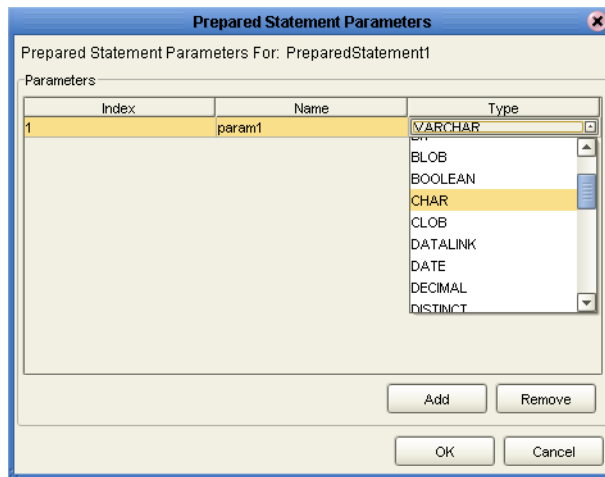 Prepared Statement Parameters
Prepared Statement Parameters For: PreparedStatement1
Parameters
Index Name Type
1 param1 VARCHAR
BLOB
BOOLEAN
CHAR
CLOB
DATALINK
DATE
DECIMAL
DISTINCT
Add Remove
OK Cancel